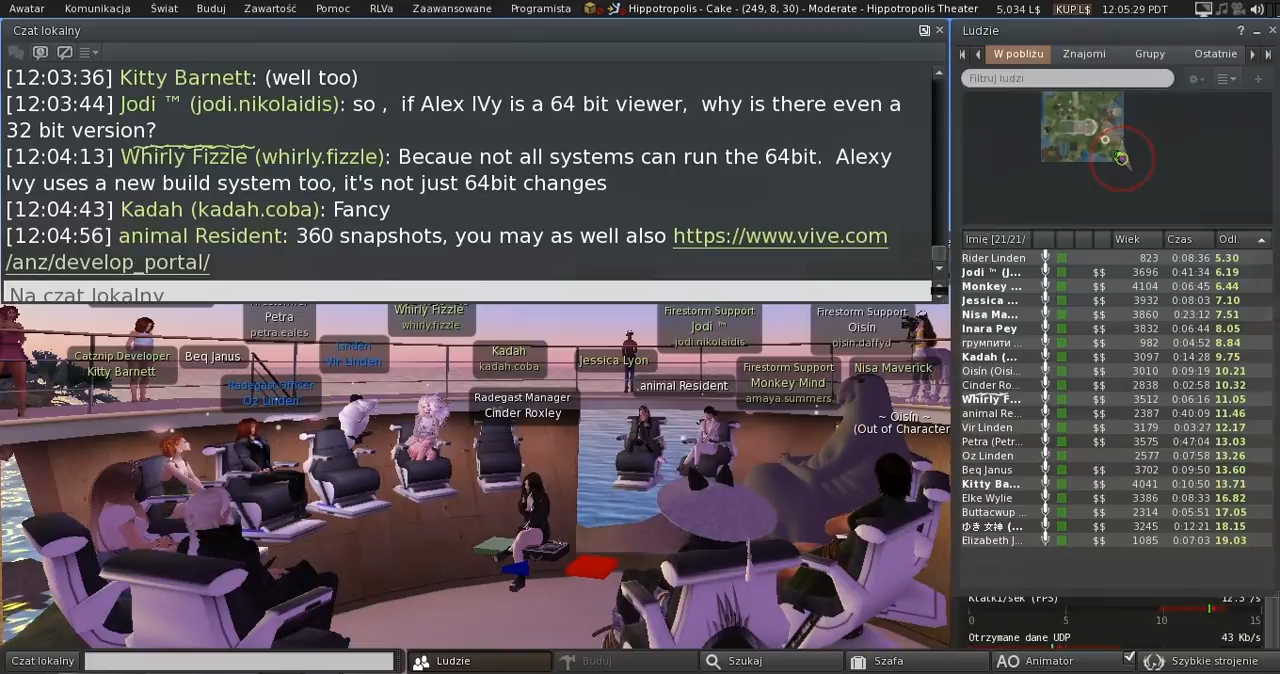 Awatar Komunikacja Świat Buduj Zawartość Pomoc RLVa Zaawansowane Programista Hippotropolis - Cake - (249, 8, 30) - Moderate - Hippotropolis Theater 5,034 L$ KUP L$ 12:05:29 PDT
Czat lokalny
[12:03:36] Kitty Barnett: (well too)
[12:03:44] Jodi ™ (jodi.nikolaidis): so , if Alex IVy is a 64 bit viewer, why is there even a
32 bit version?
[12:04:13] Whirly Fizzle (whirly.fizzle): Becaue not all systems can run the 64bit. Alexy
Ivy uses a new build system too, it's not just 64bit changes
[12:04:43] Kadah (kadah.coba): Fancy
[12:04:56] animal Resident: 360 snapshots, you may as well also https://www.vive.com
/anz/develop_portal/
Na czat lokalny
Petra
petra.eales
Whirly Fizzle
whirly.fizzle
Firestorm Support
Jodi ™
jodi.nikolaidis
Firestorm Support
Oisín
oisin.daffyd
Catznip Developer
Kitty Barnett
Beq Janus
Linden
Vir Linden
Kadah
kadah.coba
Jessica Lyon
Firestorm Support
Monkey Mind
amaya.summers
Nisa Maverick
Radegast Officer
Oz Linden
Radegast Manager
Cinder Roxley
.animal Resident
~ Oisín ~
(Out of Character
Ludzie
W pobliżu Znajomi Grupy Ostatnie
Filtruj ludzi
Imię [21/21/ Wiek Czas Odl.
Rider Linden 823 0:08:36 5.30
Jodi ™ (J... $$ 3696 0:41:34 6.19
Monkey ... $$ 4104 0:06:45 6.44
Jessica ... $$ 3932 0:08:03 7.10
Nisa Ma... $$ 3860 0:23:12 7.51
Inara Pey $$ 3832 0:06:44 8.05
групмити ... $$ 982 0:04:52 8.84
Kadah (... $$ 3097 0:14:28 9.75
Oisín (Oisi... $$ 3010 0:09:19 10.21
Cinder Ro... $$ 2838 0:02:58 10.32
Whirly F... $$ 3512 0:06:16 11.05
animal Re... $$ 2387 0:40:09 11.46
Vir Linden $$ 3179 0:03:27 12.17
Petra (Petr... $$ 3575 0:47:04 13.03
Oz Linden 2577 0:07:58 13.26
Beq Janus $$ 3702 0:09:50 13.60
Kitty Ba... $$ 4041 0:10:50 13.71
Elke Wylie $$ 3386 0:08:33 16.82
Buttacwup ... $$ 2314 0:05:51 17.05
ゆき 女神 (... $$ 3245 0:12:21 18.15
Elizabeth J... $$ 1085 0:07:03 19.03
Klatki/sek (FPS) 12.3 /s
0 5 10 15
Otrzymane dane UDP 43 Kb/s
Czat lokalny Ludzie Buduj Szukaj Szafa AO Animator Szybkie strojenie